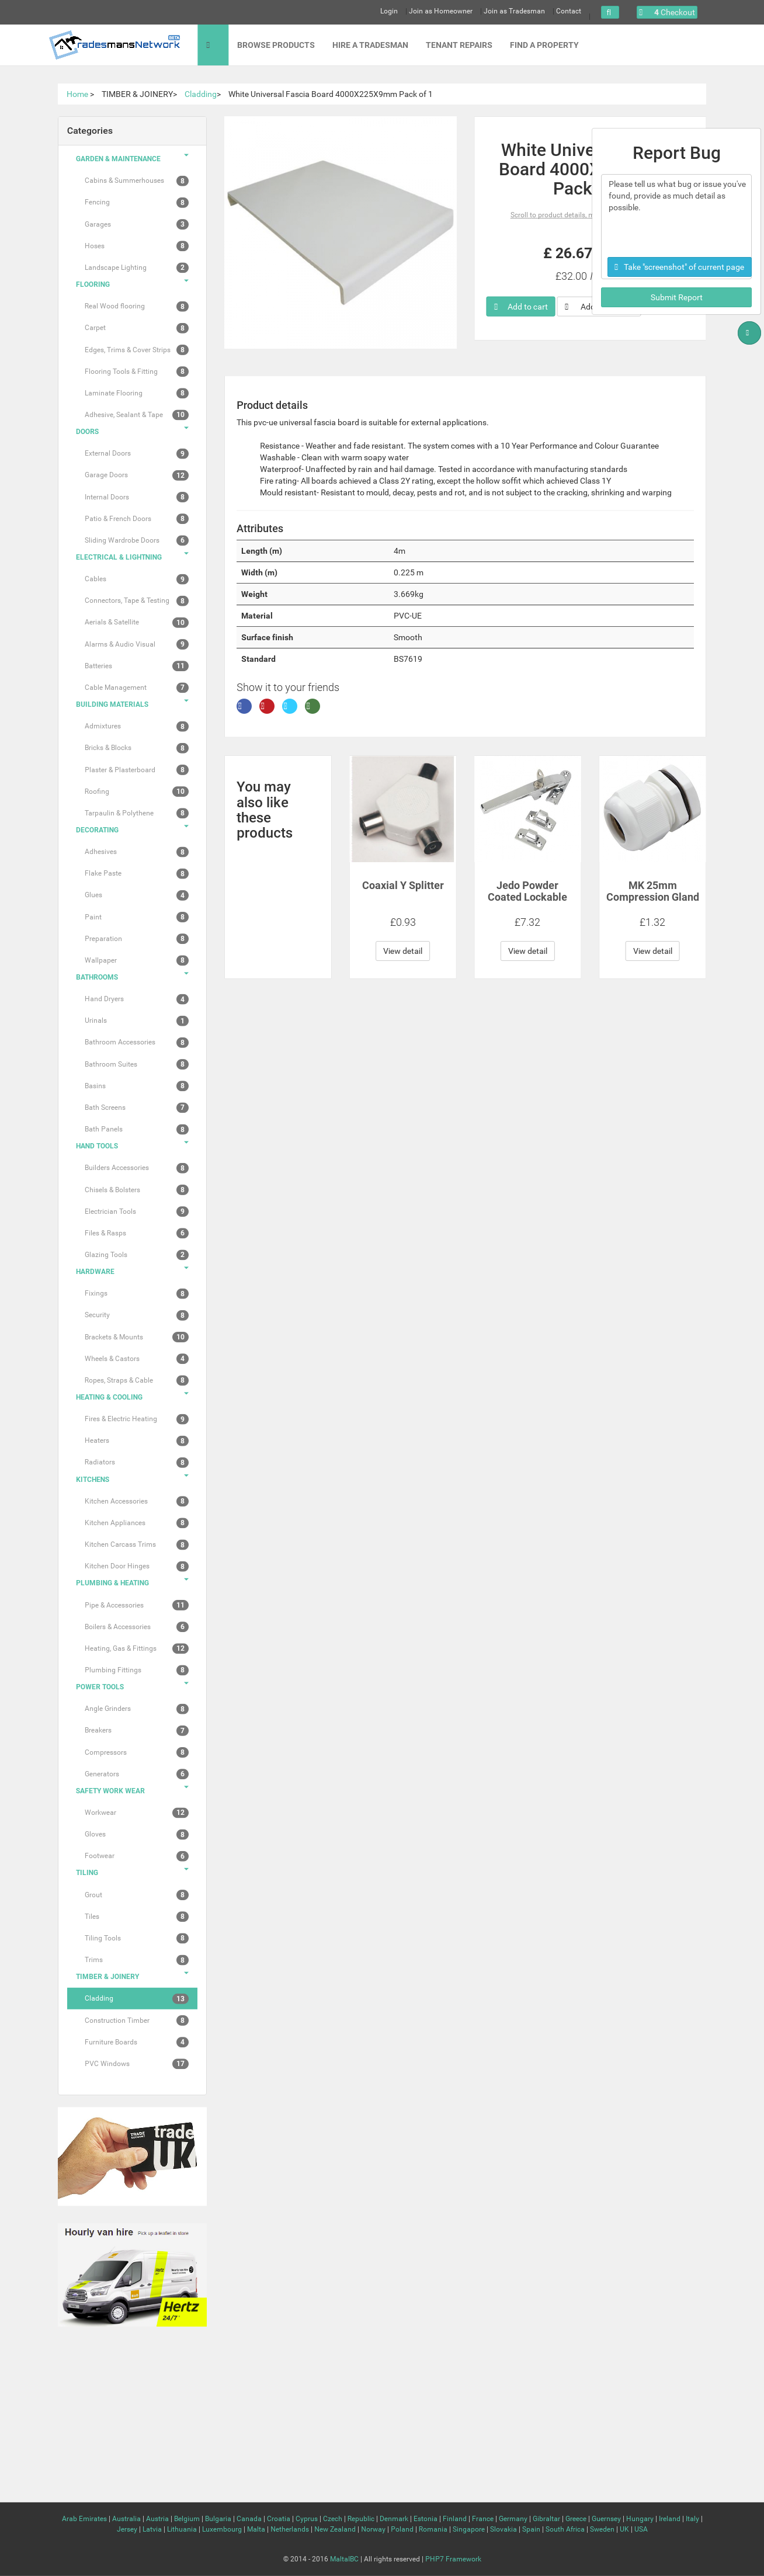 Login
Join as Homeowner
Join as Tradesman
Contact
4 Checkout
TradesmansNetwork
BETA
BROWSE PRODUCTS
HIRE A TRADESMAN
TENANT REPAIRS
FIND A PROPERTY
Home > TIMBER & JOINERY> Cladding> White Universal Fascia Board 4000X225X9mm Pack of 1
Categories
GARDEN & MAINTENANCE
Cabins & Summerhouses 8
Fencing 8
Garages 3
Hoses 8
Landscape Lighting 2
FLOORING
Real Wood flooring 8
Carpet 8
Edges, Trims & Cover Strips 8
Flooring Tools & Fitting 8
Laminate Flooring 8
Adhesive, Sealant & Tape 10
DOORS
External Doors 9
Garage Doors 12
Internal Doors 8
Patio & French Doors 8
Sliding Wardrobe Doors 6
ELECTRICAL & LIGHTNING
Cables 9
Connectors, Tape & Testing 8
Aerials & Satellite 10
Alarms & Audio Visual 9
Batteries 11
Cable Management 7
BUILDING MATERIALS
Admixtures 8
Bricks & Blocks 8
Plaster & Plasterboard 8
Roofing 10
Tarpaulin & Polythene 8
DECORATING
Adhesives 8
Flake Paste 8
Glues 4
Paint 8
Preparation 8
Wallpaper 8
BATHROOMS
Hand Dryers 4
Urinals 1
Bathroom Accessories 8
Bathroom Suites 8
Basins 8
Bath Screens 7
Bath Panels 8
HAND TOOLS
Builders Accessories 8
Chisels & Bolsters 8
Electrician Tools 9
Files & Rasps 6
Glazing Tools 2
HARDWARE
Fixings 8
Security 8
Brackets & Mounts 10
Wheels & Castors 4
Ropes, Straps & Cable 8
HEATING & COOLING
Fires & Electric Heating 9
Heaters 8
Radiators 8
KITCHENS
Kitchen Accessories 8
Kitchen Appliances 8
Kitchen Carcass Trims 8
Kitchen Door Hinges 8
PLUMBING & HEATING
Pipe & Accessories 11
Boilers & Accessories 6
Heating, Gas & Fittings 12
Plumbing Fittings 8
POWER TOOLS
Angle Grinders 8
Breakers 7
Compressors 8
Generators 6
SAFETY WORK WEAR
Workwear 12
Gloves 8
Footwear 6
TILING
Grout 8
Tiles 8
Tiling Tools 8
Trims 8
TIMBER & JOINERY
Cladding 13
Construction Timber 8
Furniture Boards 4
PVC Windows 17
TRADE
trade
UK
Hourly van hire Pick up a leaflet in store
Hertz
24/7
White Unive
Board 4000X
Pack
Scroll to product details, m
£ 26.67
£32.00
Add to cart
Add
Report Bug
Please tell us what bug or issue you've
found, provide as much detail as
possible.
Take "screenshot" of current page
Submit Report
Product details
This pvc-ue universal fascia board is suitable for external applications.
Resistance - Weather and fade resistant. The system comes with a 10 Year Performance and Colour Guarantee
Washable - Clean with warm soapy water
Waterproof- Unaffected by rain and hail damage. Tested in accordance with manufacturing standards
Fire rating- All boards achieved a Class 2Y rating, except the hollow soffit which achieved Class 1Y
Mould resistant- Resistant to mould, decay, pests and rot, and is not subject to the cracking, shrinking and warping
Attributes
Length (m) 4m
Width (m) 0.225 m
Weight 3.669kg
Material PVC-UE
Surface finish Smooth
Standard BS7619
Show it to your friends
You may
also like
these
products
Coaxial Y Splitter
£0.93
View detail
Jedo Powder
Coated Lockable
£7.32
View detail
MK 25mm
Compression Gland
£1.32
View detail
Arab Emirates | Australia | Austria | Belgium | Bulgaria | Canada | Croatia | Cyprus | Czech | Republic | Denmark | Estonia | Finland | France | Germany | Gibraltar | Greece | Guernsey | Hungary | Ireland | Italy |
Jersey | Latvia | Lithuania | Luxembourg | Malta | Netherlands | New Zealand | Norway | Poland | Romania | Singapore | Slovakia | Spain | South Africa | Sweden | UK | USA
© 2014 - 2016 MaltaIBC | All rights reserved | PHP7 Framework